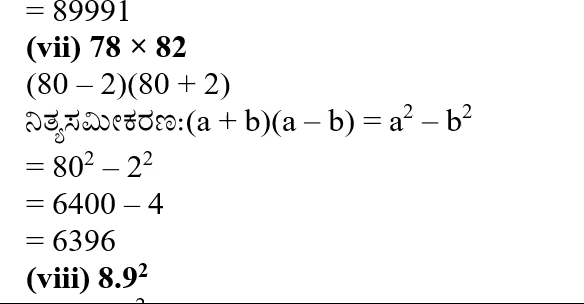 = 89991
(vii) 78 × 82
(80 – 2)(80 + 2)
ನಿತ್ಯಸಮೀಕರಣ:(a + b)(a – b) = a² – b²
= 80² – 2²
= 6400 – 4
= 6396
(viii) 8.9²